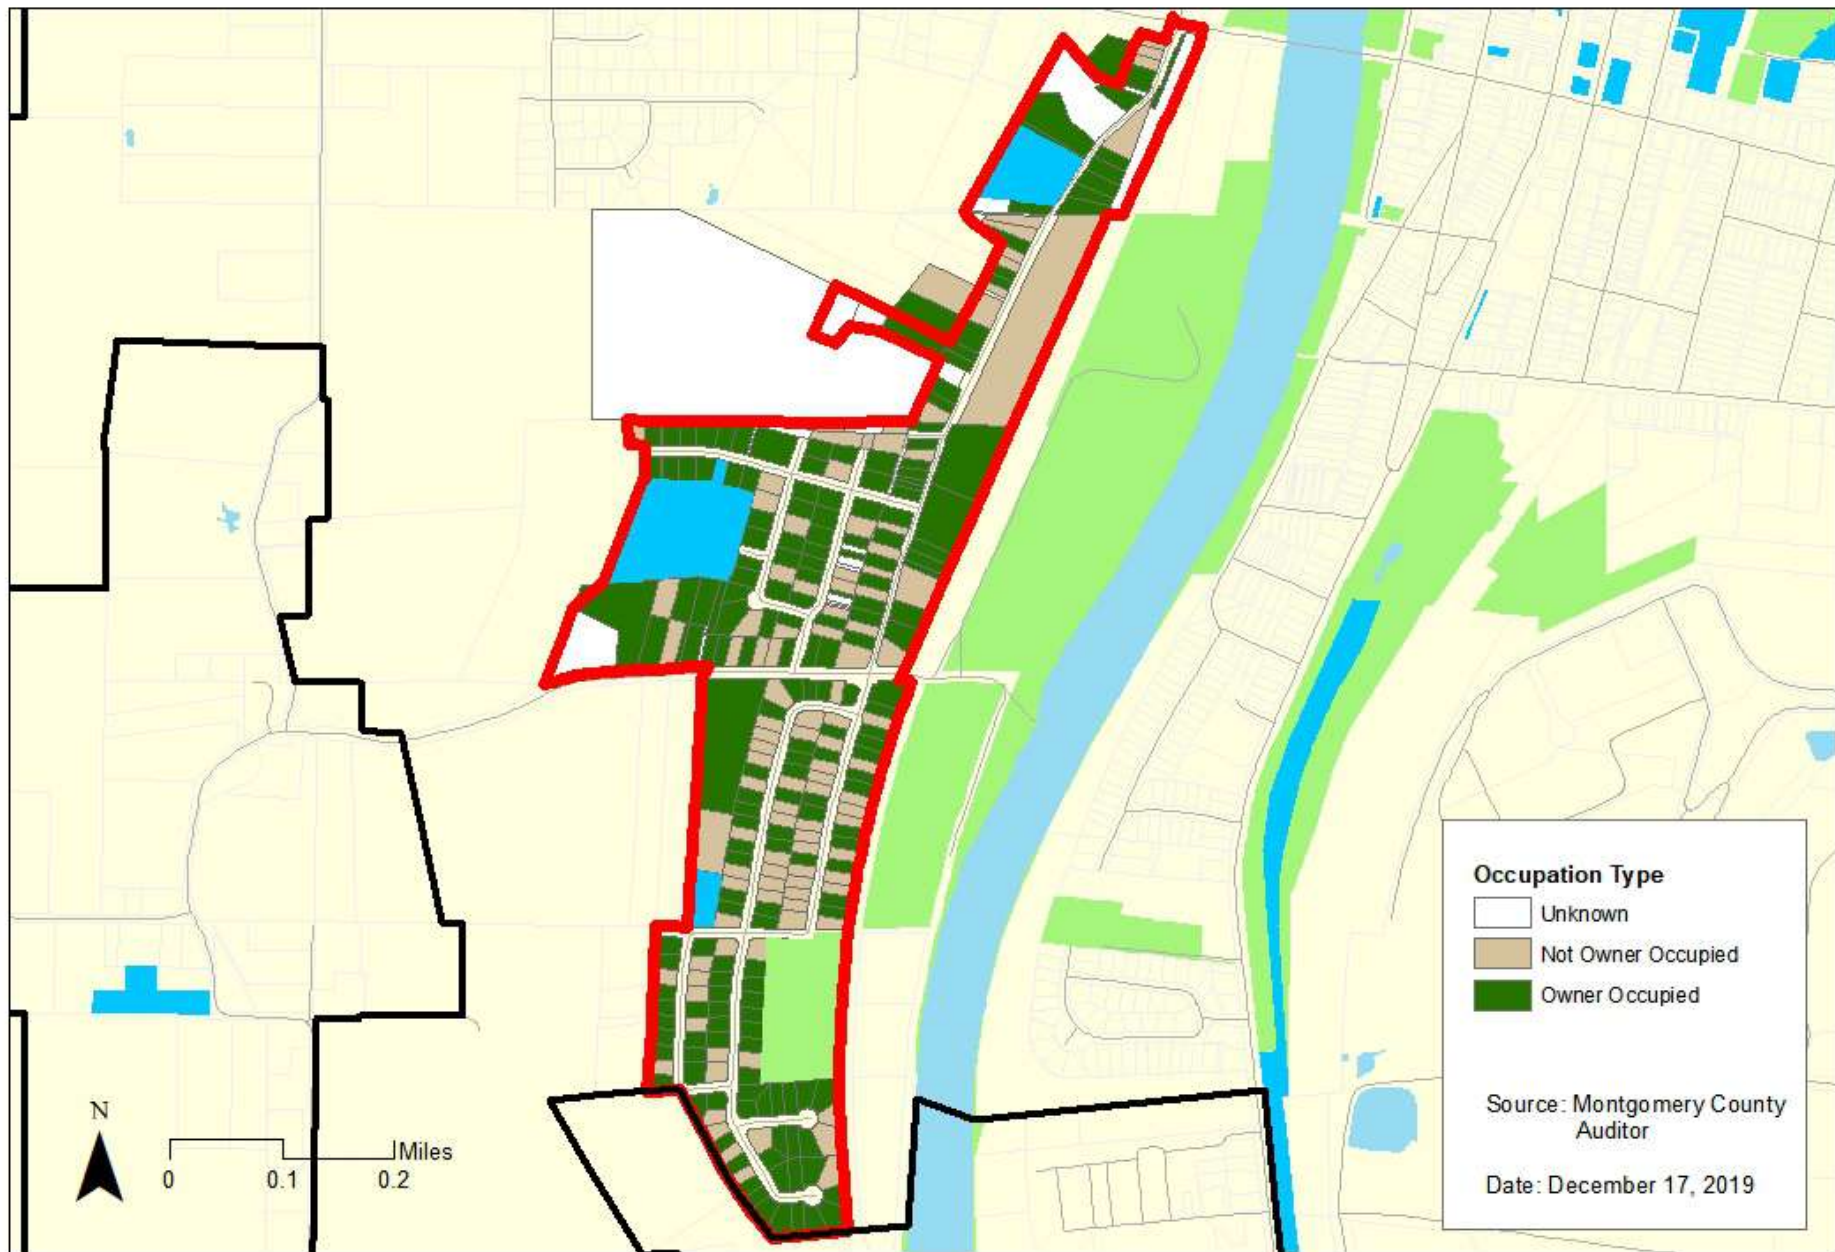 Occupation Type
Unknown
Not Owner Occupied
Owner Occupied
Source: Montgomery County
Auditor
Date: December 17, 2019
N
Miles
0 0.1 0.2